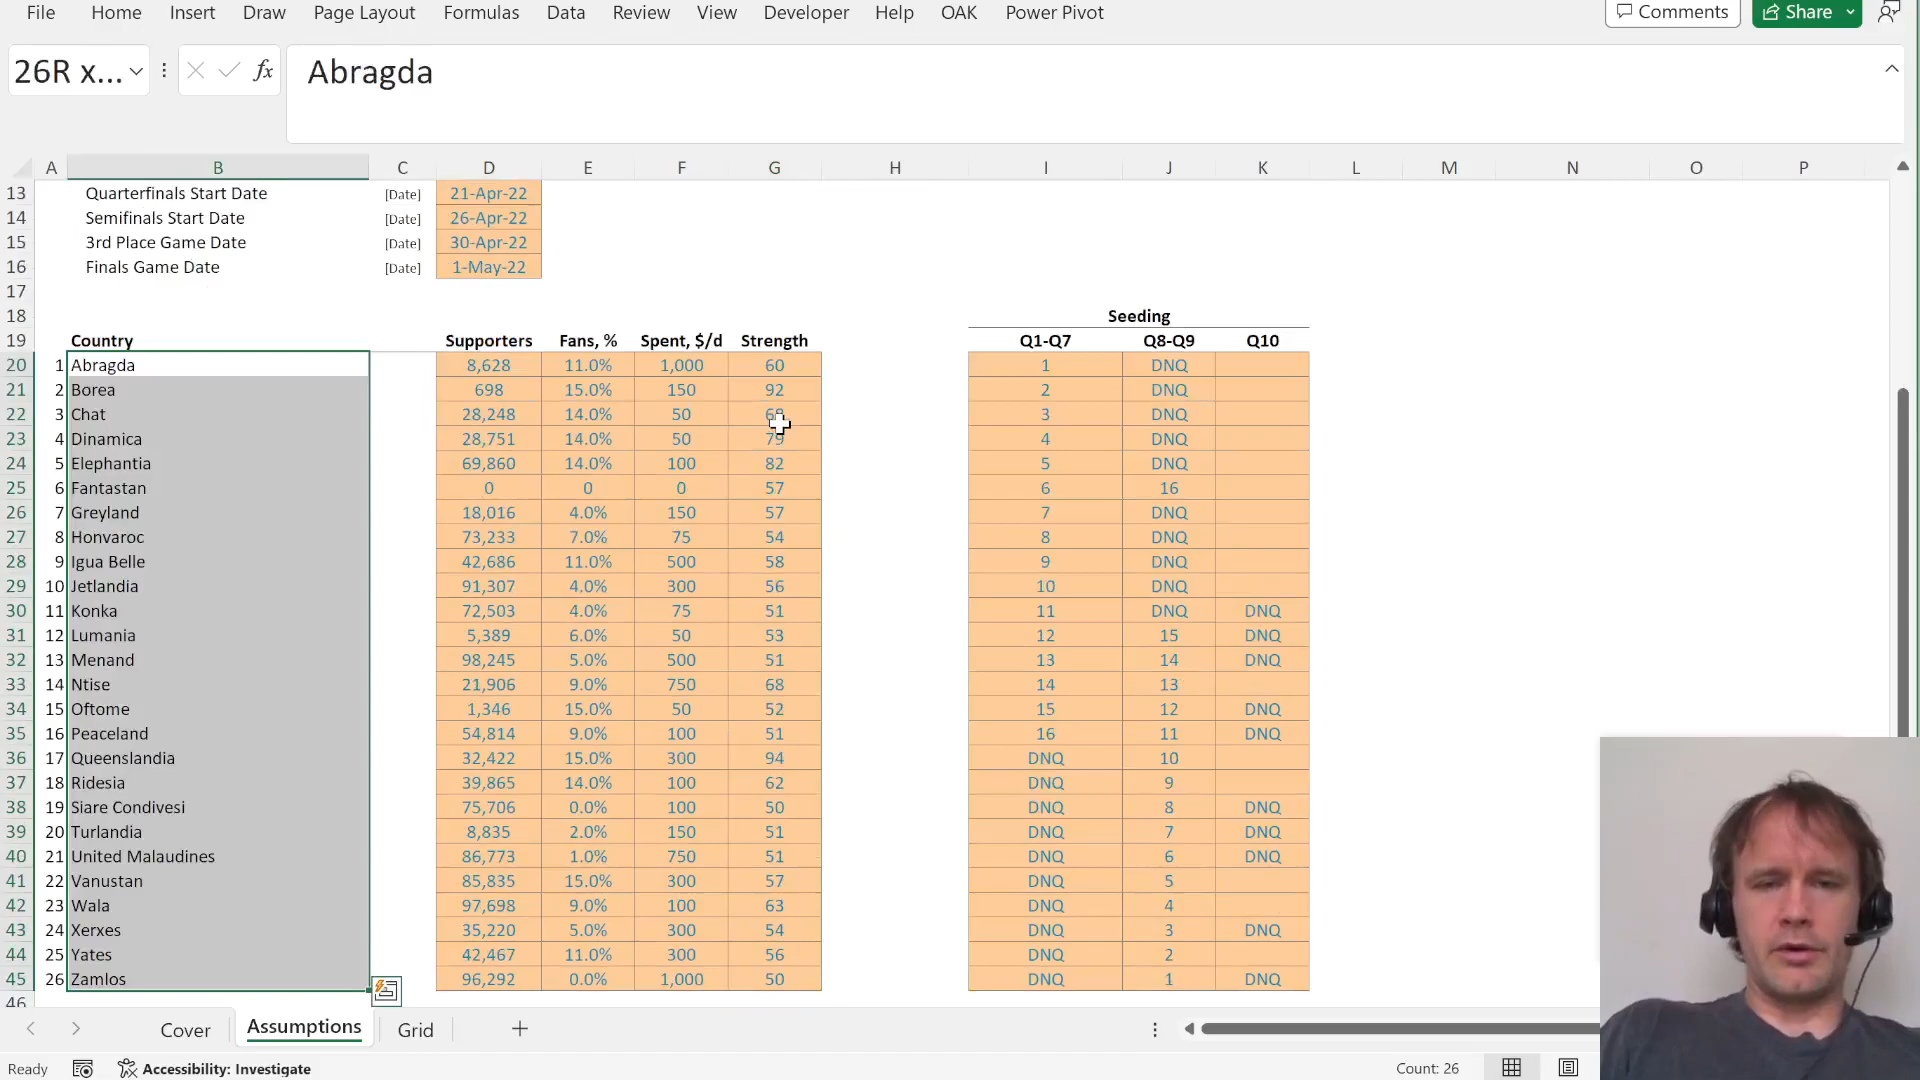 File Home Insert Draw Page Layout Formulas Data Review View Developer Help OAK Power Pivot Comments Share
26R x... fx Abragda
A B C D E F G H I J K L M N O P
13 Quarterfinals Start Date [Date] 21-Apr-22
14 Semifinals Start Date [Date] 26-Apr-22
15 3rd Place Game Date [Date] 30-Apr-22
16 Finals Game Date [Date] 1-May-22
17
18 Seeding
19 Country Supporters Fans, % Spent, $/d Strength Q1-Q7 Q8-Q9 Q10
20 1 Abragda 8,628 11.0% 1,000 60 1 DNQ
21 2 Borea 698 15.0% 150 92 2 DNQ
22 3 Chat 28,248 14.0% 50 3 DNQ
23 4 Dinamica 28,751 14.0% 50 79 4 DNQ
24 5 Elephantia 69,860 14.0% 100 82 5 DNQ
25 6 Fantastan 0 0 0 57 6 16
26 7 Greyland 18,016 4.0% 150 57 7 DNQ
27 8 Honvaroc 73,233 7.0% 75 54 8 DNQ
28 9 Igua Belle 42,686 11.0% 500 58 9 DNQ
29 10 Jetlandia 91,307 4.0% 300 56 10 DNQ
30 11 Konka 72,503 4.0% 75 51 11 DNQ DNQ
31 12 Lumania 5,389 6.0% 50 53 12 15 DNQ
32 13 Menand 98,245 5.0% 500 51 13 14 DNQ
33 14 Ntise 21,906 9.0% 750 68 14 13
34 15 Oftome 1,346 15.0% 50 52 15 12 DNQ
35 16 Peaceland 54,814 9.0% 100 51 16 11 DNQ
36 17 Queenslandia 32,422 15.0% 300 94 DNQ 10
37 18 Ridesia 39,865 14.0% 100 62 DNQ 9
38 19 Siare Condivesi 75,706 0.0% 100 50 DNQ 8 DNQ
39 20 Turlandia 8,835 2.0% 150 51 DNQ 7 DNQ
40 21 United Malaudines 86,773 1.0% 750 51 DNQ 6 DNQ
41 22 Vanustan 85,835 15.0% 300 57 DNQ 5
42 23 Wala 97,698 9.0% 100 63 DNQ 4
43 24 Xerxes 35,220 5.0% 300 54 DNQ 3 DNQ
44 25 Yates 42,467 11.0% 300 56 DNQ 2
45 26 Zamlos 96,292 0.0% 1,000 50 DNQ 1 DNQ
46
Cover Assumptions Grid
Ready Accessibility: Investigate Count: 26